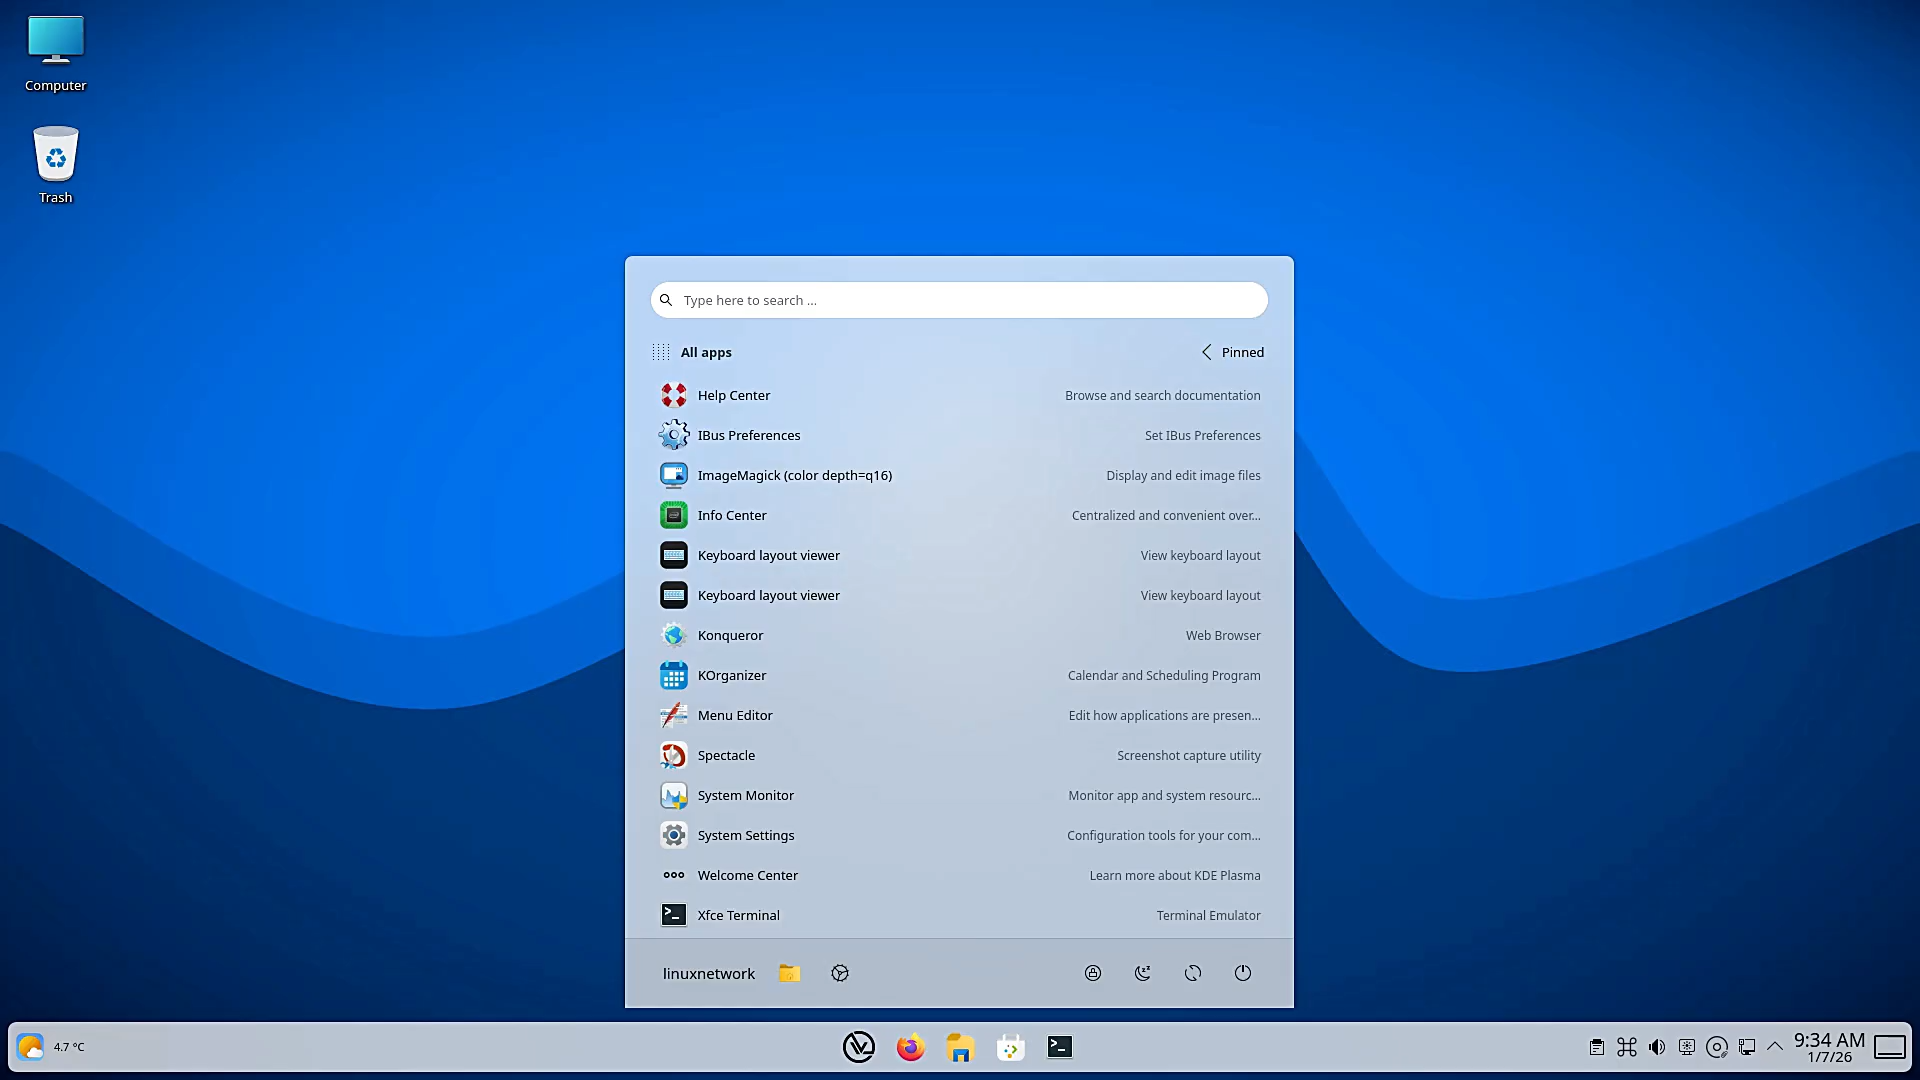 Computer
Trash
Type here to search ...
All apps
Pinned
Help Center Browse and search documentation
IBus Preferences Set IBus Preferences
ImageMagick (color depth=q16) Display and edit image files
Info Center Centralized and convenient over...
Keyboard layout viewer View keyboard layout
Keyboard layout viewer View keyboard layout
Konqueror Web Browser
KOrganizer Calendar and Scheduling Program
Menu Editor Edit how applications are presen...
Spectacle Screenshot capture utility
System Monitor Monitor app and system resourc...
System Settings Configuration tools for your com...
Welcome Center Learn more about KDE Plasma
Xfce Terminal Terminal Emulator
linuxnetwork
4.7 °C
9:34 AM
1/7/26